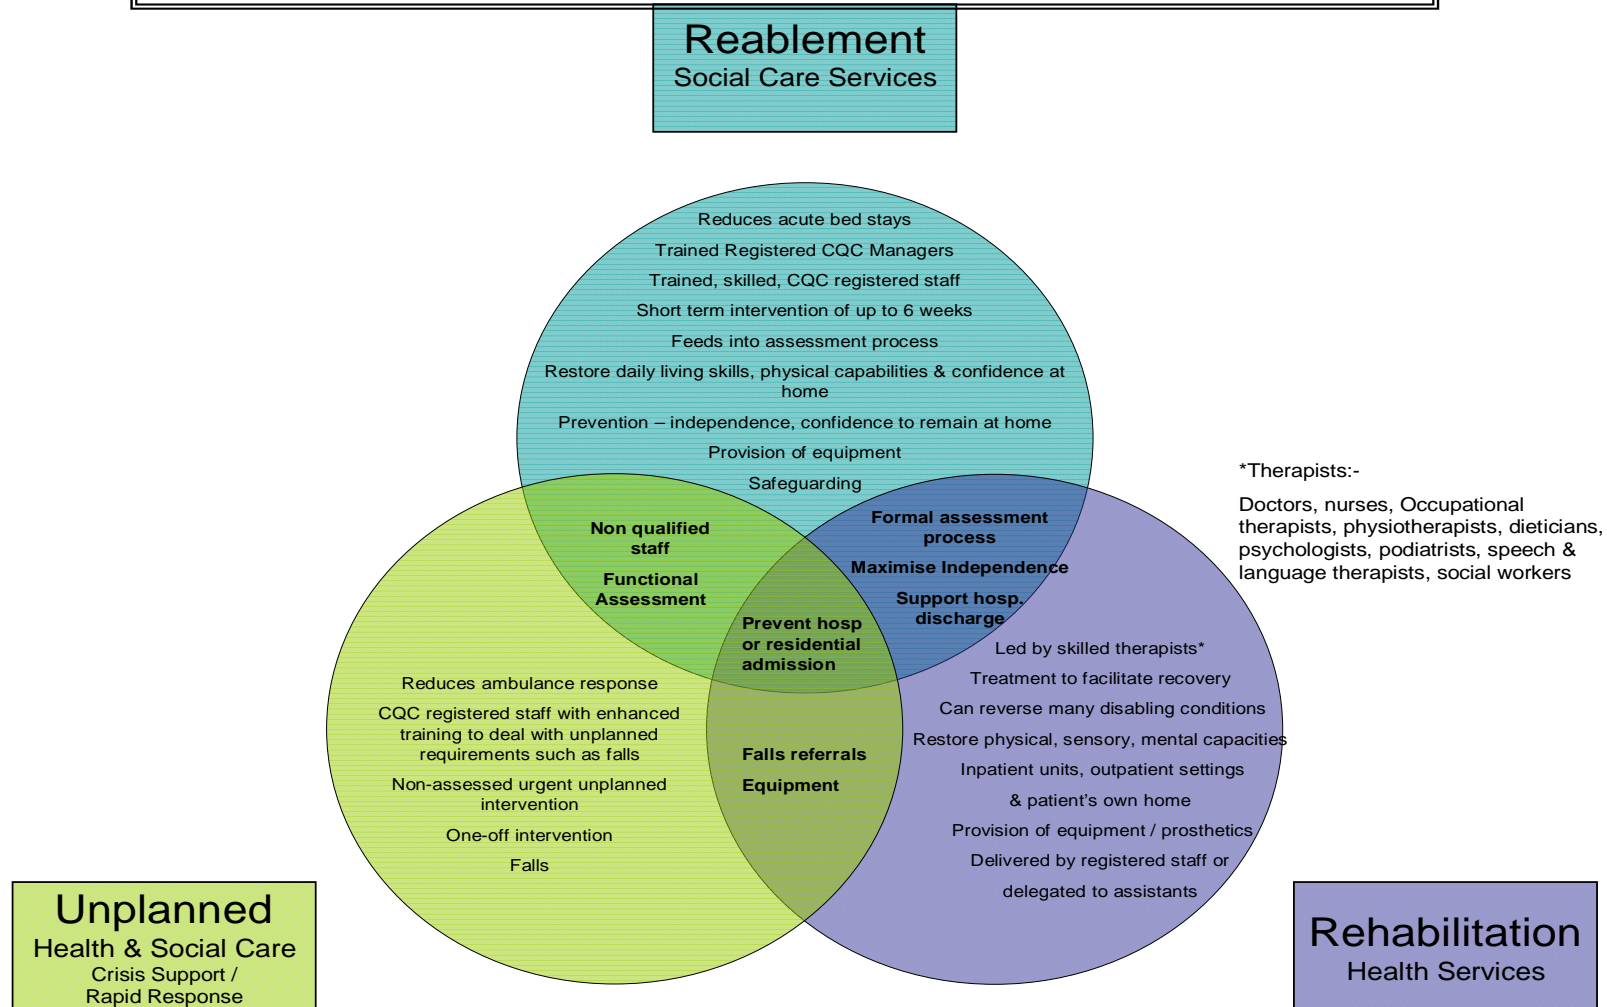 Reablement
Social Care Services
Reduces acute bed stays
Trained Registered CQC Managers
Trained, skilled, CQC registered staff
Short term intervention of up to 6 weeks
Feeds into assessment process
Restore daily living skills, physical capabilities & confidence at
home
Prevention – independence, confidence to remain at home
Provision of equipment
Safeguarding
*Therapists:-
Doctors, nurses, Occupational
therapists, physiotherapists, dieticians,
psychologists, podiatrists, speech &
language therapists, social workers
Non qualified
staff
Functional
Assessment
Formal assessment
process
Maximise Independence
Support hosp.
discharge
Prevent hosp
or residential
admission
Reduces ambulance response
CQC registered staff with enhanced
training to deal with unplanned
requirements such as falls
Non-assessed urgent unplanned
intervention
One-off intervention
Falls
Falls referrals
Equipment
Led by skilled therapists*
Treatment to facilitate recovery
Can reverse many disabling conditions
Restore physical, sensory, mental capacities
Inpatient units, outpatient settings
& patient's own home
Provision of equipment / prosthetics
Delivered by registered staff or
delegated to assistants
Unplanned
Health & Social Care
Crisis Support /
Rapid Response
Rehabilitation
Health Services